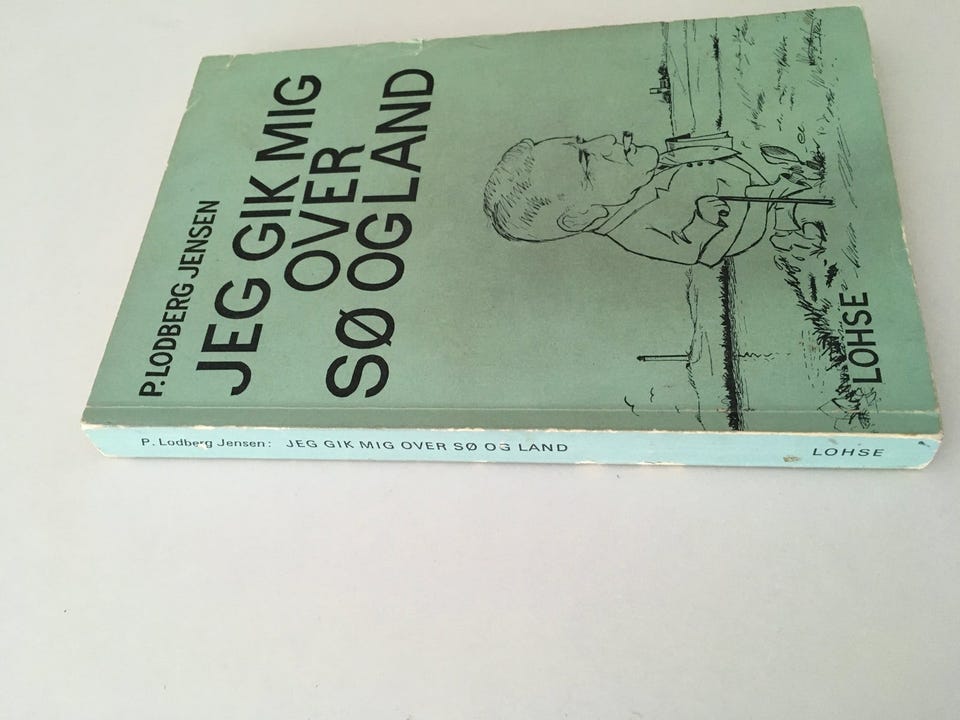 P. LODBERG JENSEN
JEG GIK MIG
OVER
SØ OG LAND
LOHSE
P. Lodberg Jensen: JEG GIK MIG OVER SØ OG LAND LOHSE